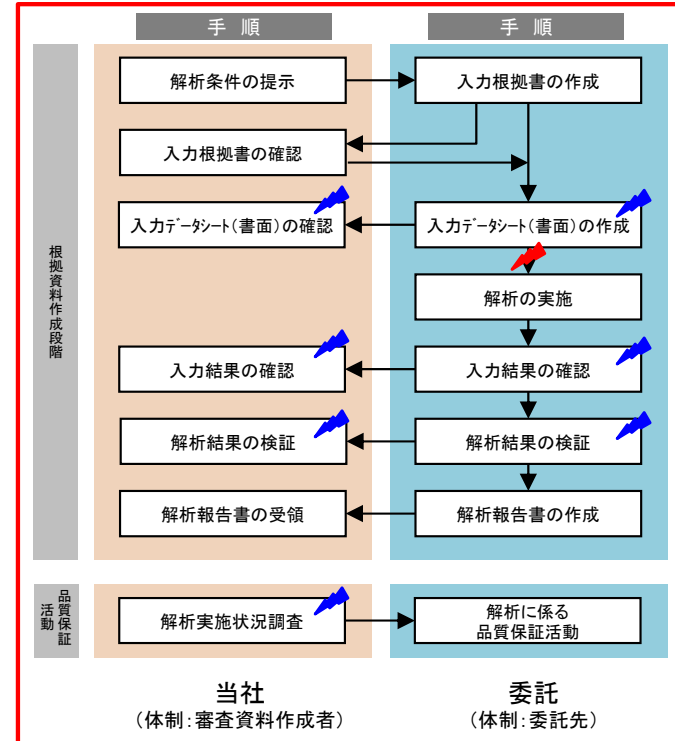 手 順
手 順
根拠資料作成段階
解析条件の提示
入力根拠書の作成
入力根拠書の確認
入力ﾃﾞｰﾀｼｰﾄ(書面)の確認
入力データシート(書面)の作成
解析の実施
入力結果の確認
入力結果の確認
解析結果の検証
解析結果の検証
解析報告書の受領
解析報告書の作成
品質保証
活動
解析実施状況調査
解析に係る
品質保証活動
当社
(体制:審査資料作成者)
委託
(体制:委託先)